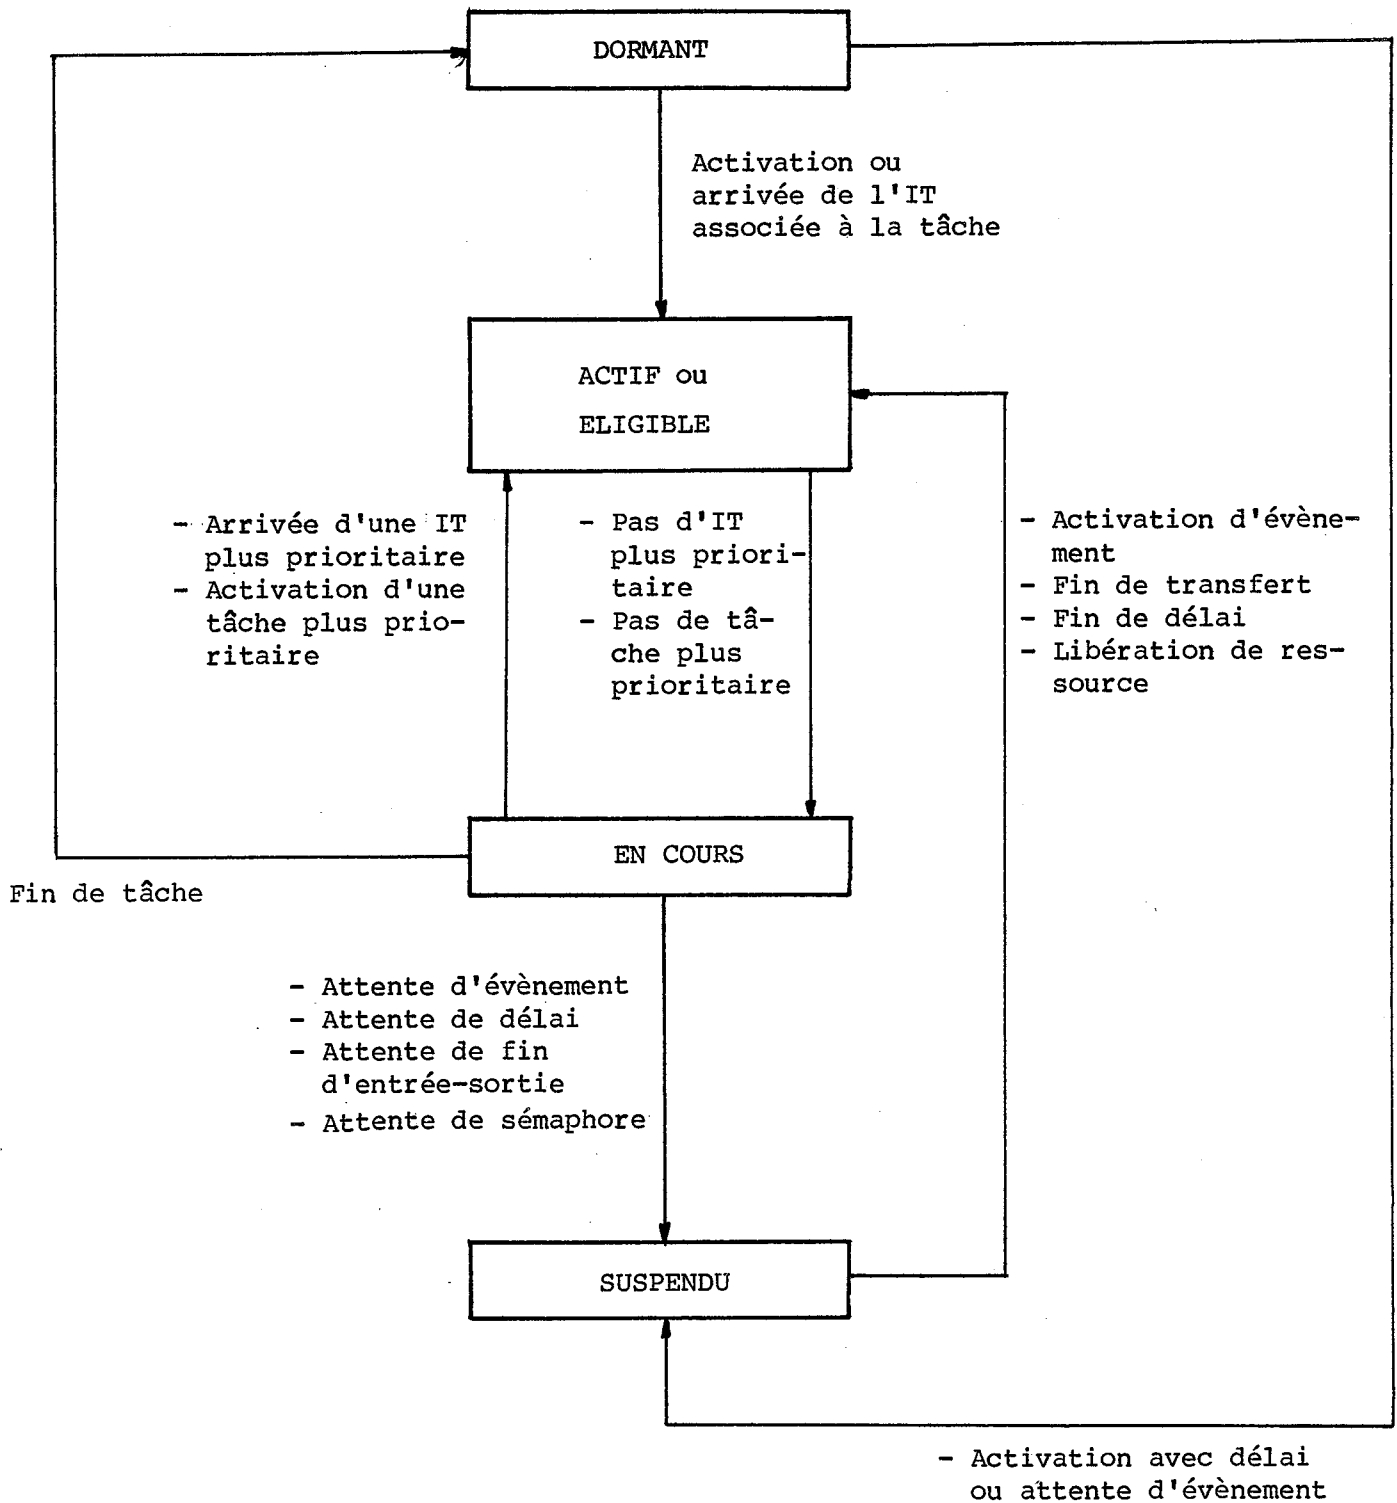 DORMANT
Activation ou
arrivée de l'IT
associée à la tâche
ACTIF ou
ELIGIBLE
- Arrivée d'une IT
plus prioritaire
- Activation d'une
tâche plus prio-
ritaire
- Pas d'IT
plus priori-
taire
- Pas de tâ-
che plus
prioritaire
- Activation d'évène-
ment
- Fin de transfert
- Fin de délai
- Libération de res-
source
EN COURS
Fin de tâche
- Attente d'évènement
- Attente de délai
- Attente de fin
d'entrée-sortie
- Attente de sémaphore
SUSPENDU
- Activation avec délai
ou attente d'évènement